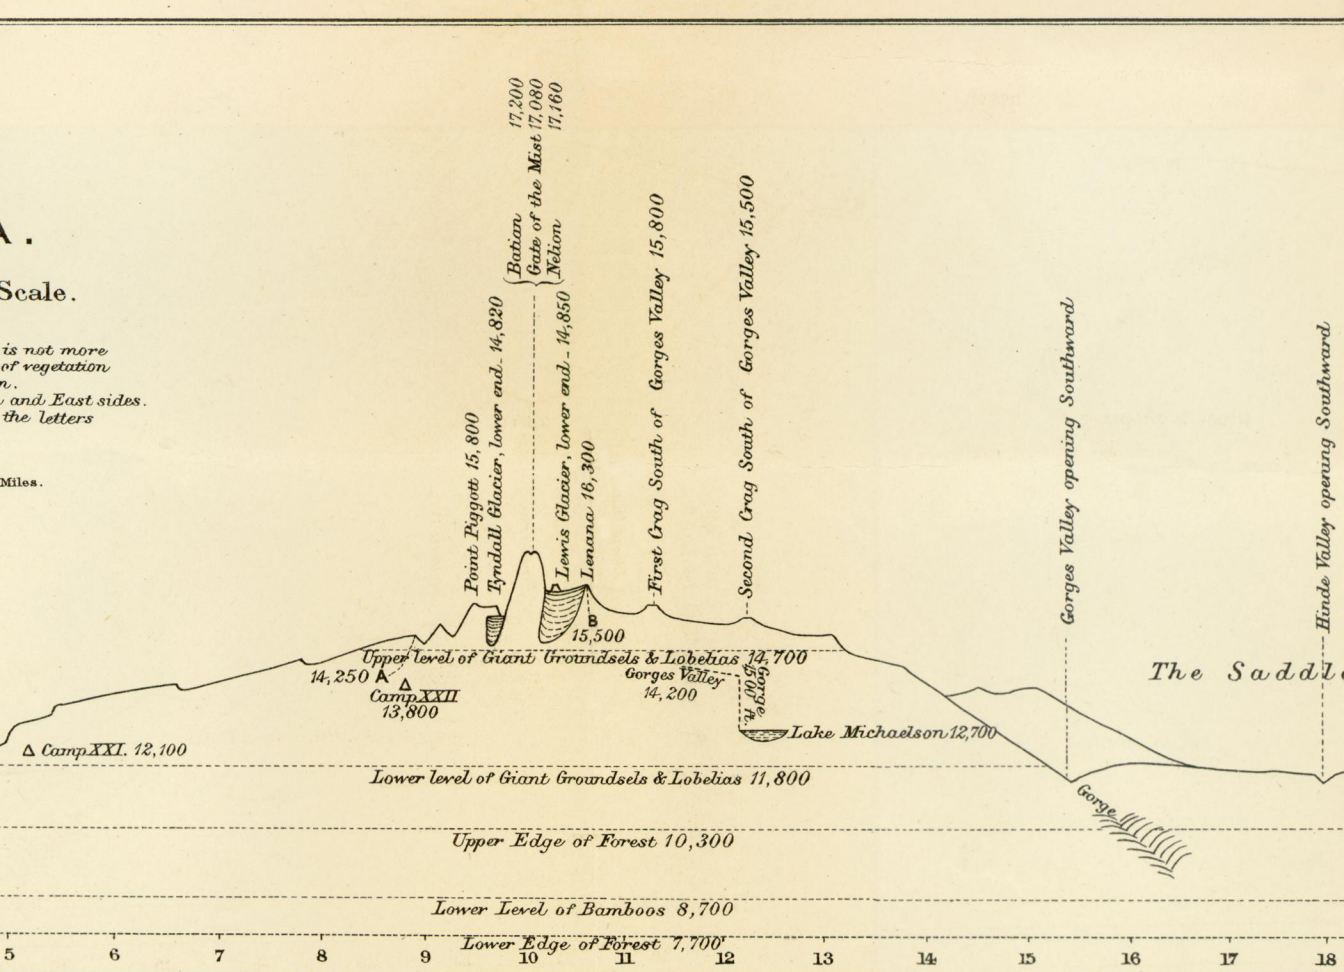 A.
Scale.
is not more
of vegetation
n.
and East sides.
the letters
Miles.
Batian 17,200
Gate of the Mist 17,080
Nelion 17,160
Point Piggott 15,800
Tyndall Glacier, lower end - 14,820
Lewis Glacier, lower end - 14,850
Lenana 16,300
First Crag South of Gorges Valley 15,800
Second Crag South of Gorges Valley 15,500
Gorges Valley opening Southward
Hinde Valley opening Southward
The Saddle
B
15,500
Upper level of Giant Groundsels & Lobelias 14,700
14,250 A
Camp XXII
13,800
Gorges Valley
14,200
Gorge
1500 ft.
Lake Michaelson 12,700
Camp XXI. 12,100
Lower level of Giant Groundsels & Lobelias 11,800
Gorge
Upper Edge of Forest 10,300
Lower Level of Bamboos 8,700
Lower Edge of Forest 7,700'
5 6 7 8 9 10 11 12 13 14 15 16 17 18